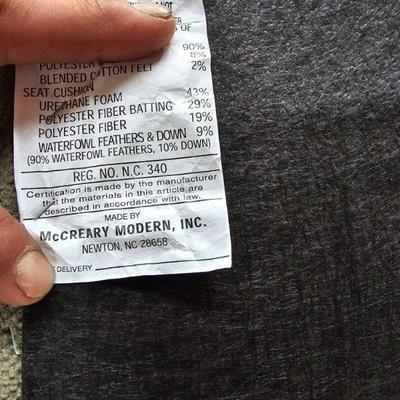 NOT
OF
90%
8%
POLYESTER
BLENDED COTTON FELT 2%
SEAT CUSHION
URETHANE FOAM 43%
POLYESTER FIBER BATTING 29%
POLYESTER FIBER 19%
WATERFOWL FEATHERS & DOWN 9%
(90% WATERFOWL FEATHERS, 10% DOWN)
REG. NO. N.C. 340
Certification is made by the manufacturer
that the materials in this article are
described in accordance with law.
MADE BY
McCREARY MODERN, INC.
NEWTON, NC 28658
DELIVERY